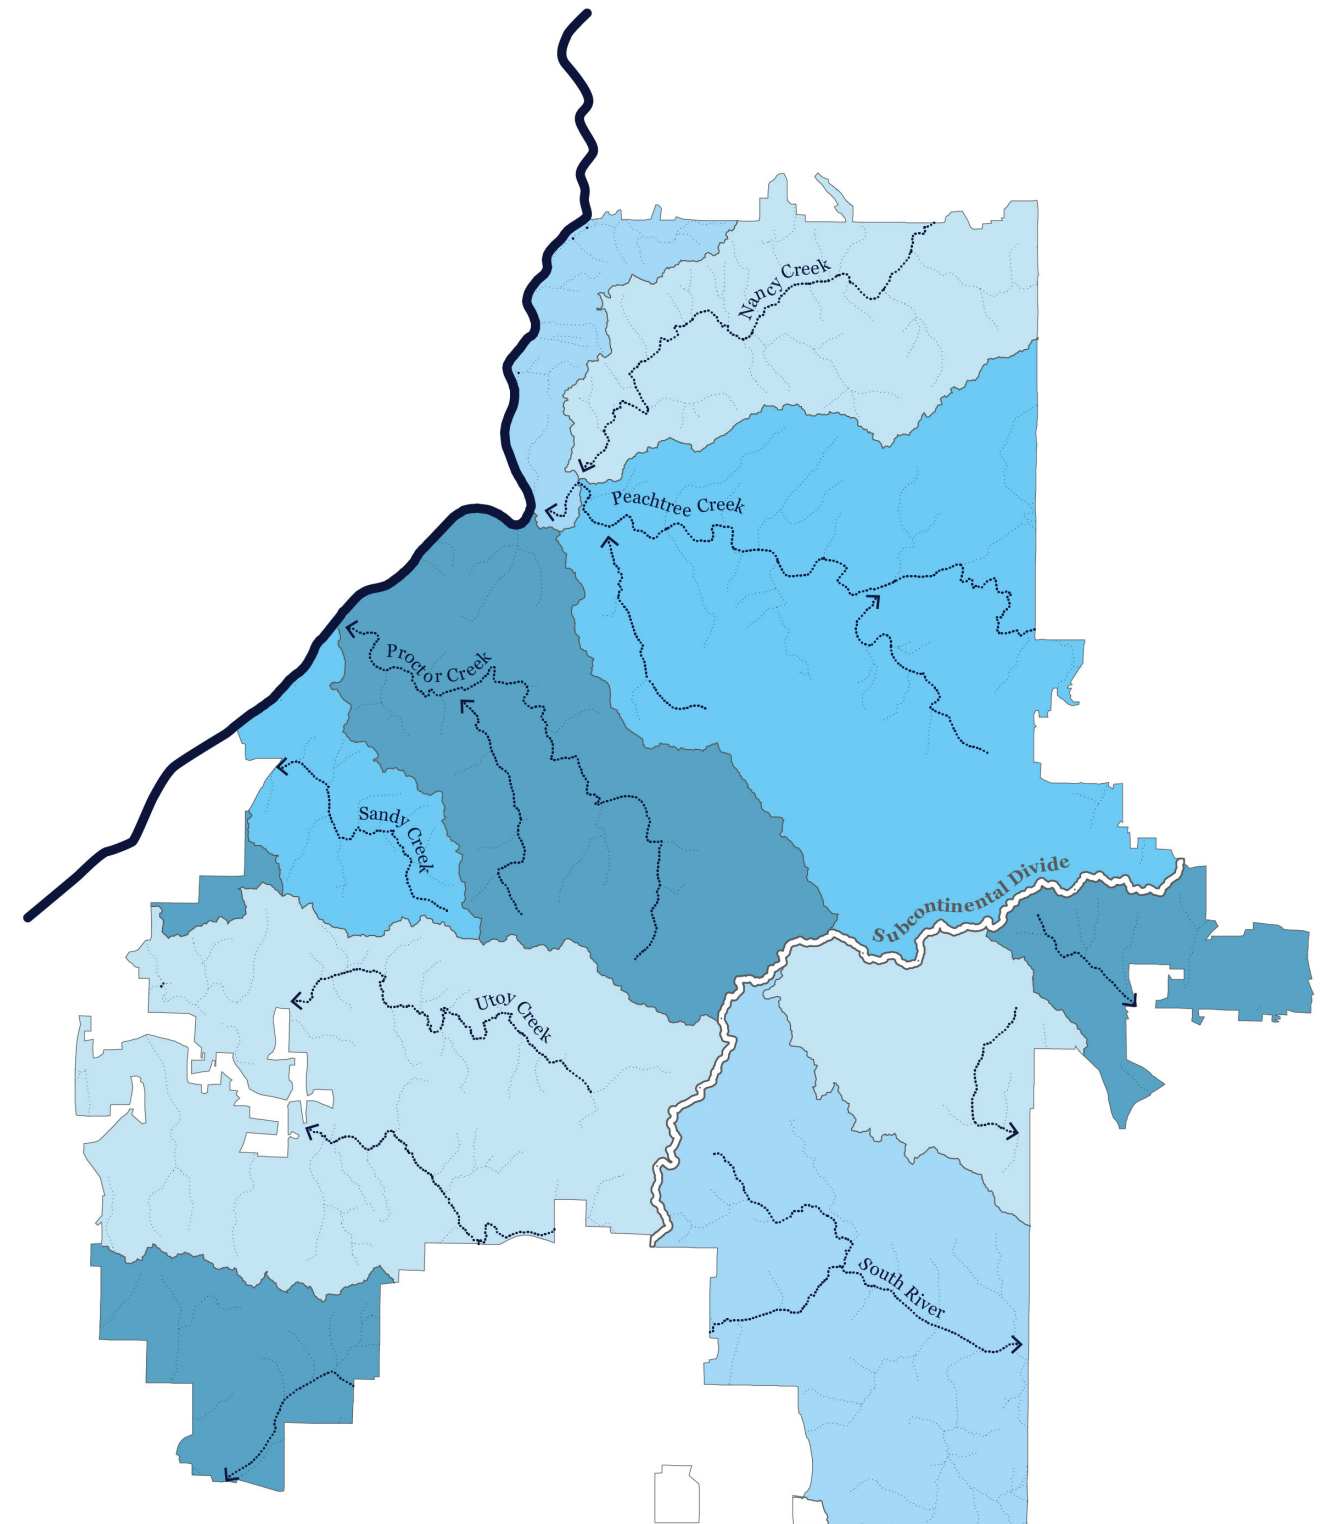 Nancy Creek
Peachtree Creek
Proctor Creek
Sandy Creek
Subcontinental Divide
Utoy Creek
South River